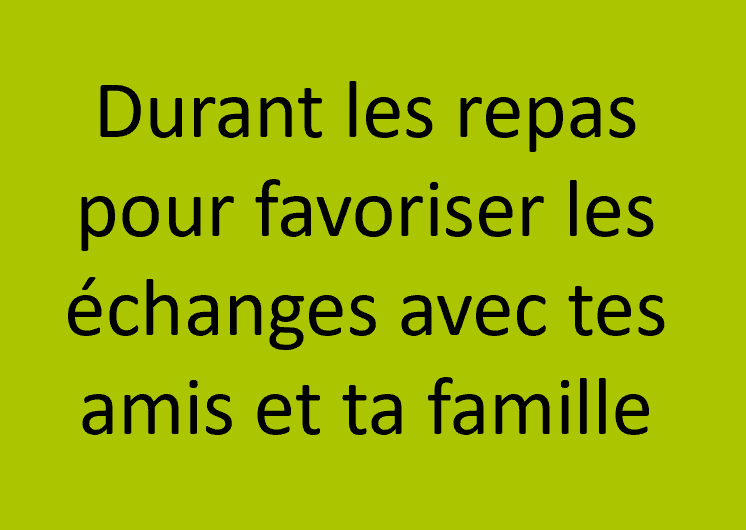 Durant les repas
pour favoriser les
échanges avec tes
amis et ta famille